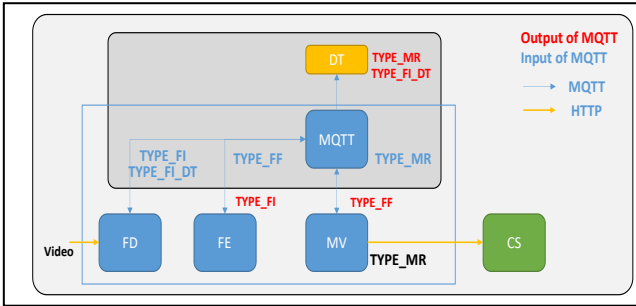 Output of MQTT
Input of MQTT
MQTT
HTTP
DT
TYPE_MR
TYPE_FI_DT
MQTT
TYPE_FI
TYPE_FI_DT
TYPE_FF
TYPE_MR
TYPE_FI
TYPE_FF
Video
FD
FE
MV
TYPE_MR
CS